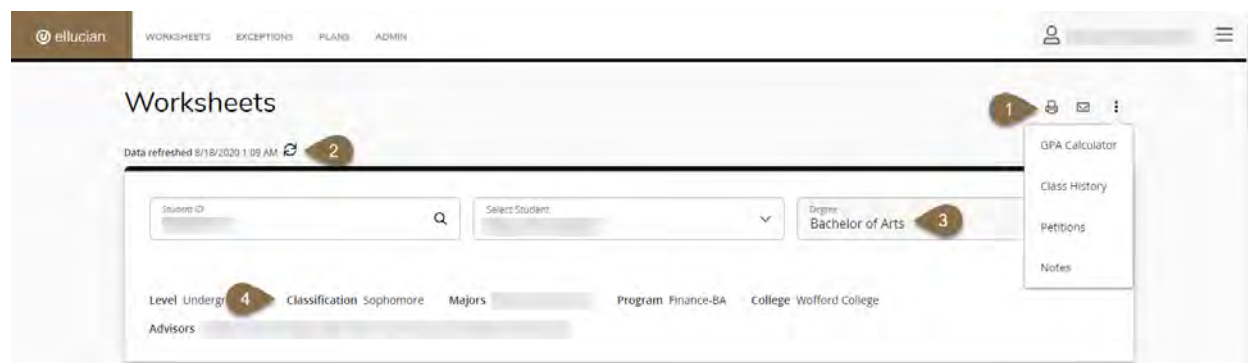 ellucian WORKSHEETS EXCEPTIONS PLANS ADMIN
Worksheets
1
Data refreshed 8/18/2020 1:09 AM 2
GPA Calculator
Class History
Petitions
Notes
Student ID Select Student Degree
Bachelor of Arts 3
Level Undergr 4 Classification Sophomore Majors Program Finance-BA College Wofford College
Advisors